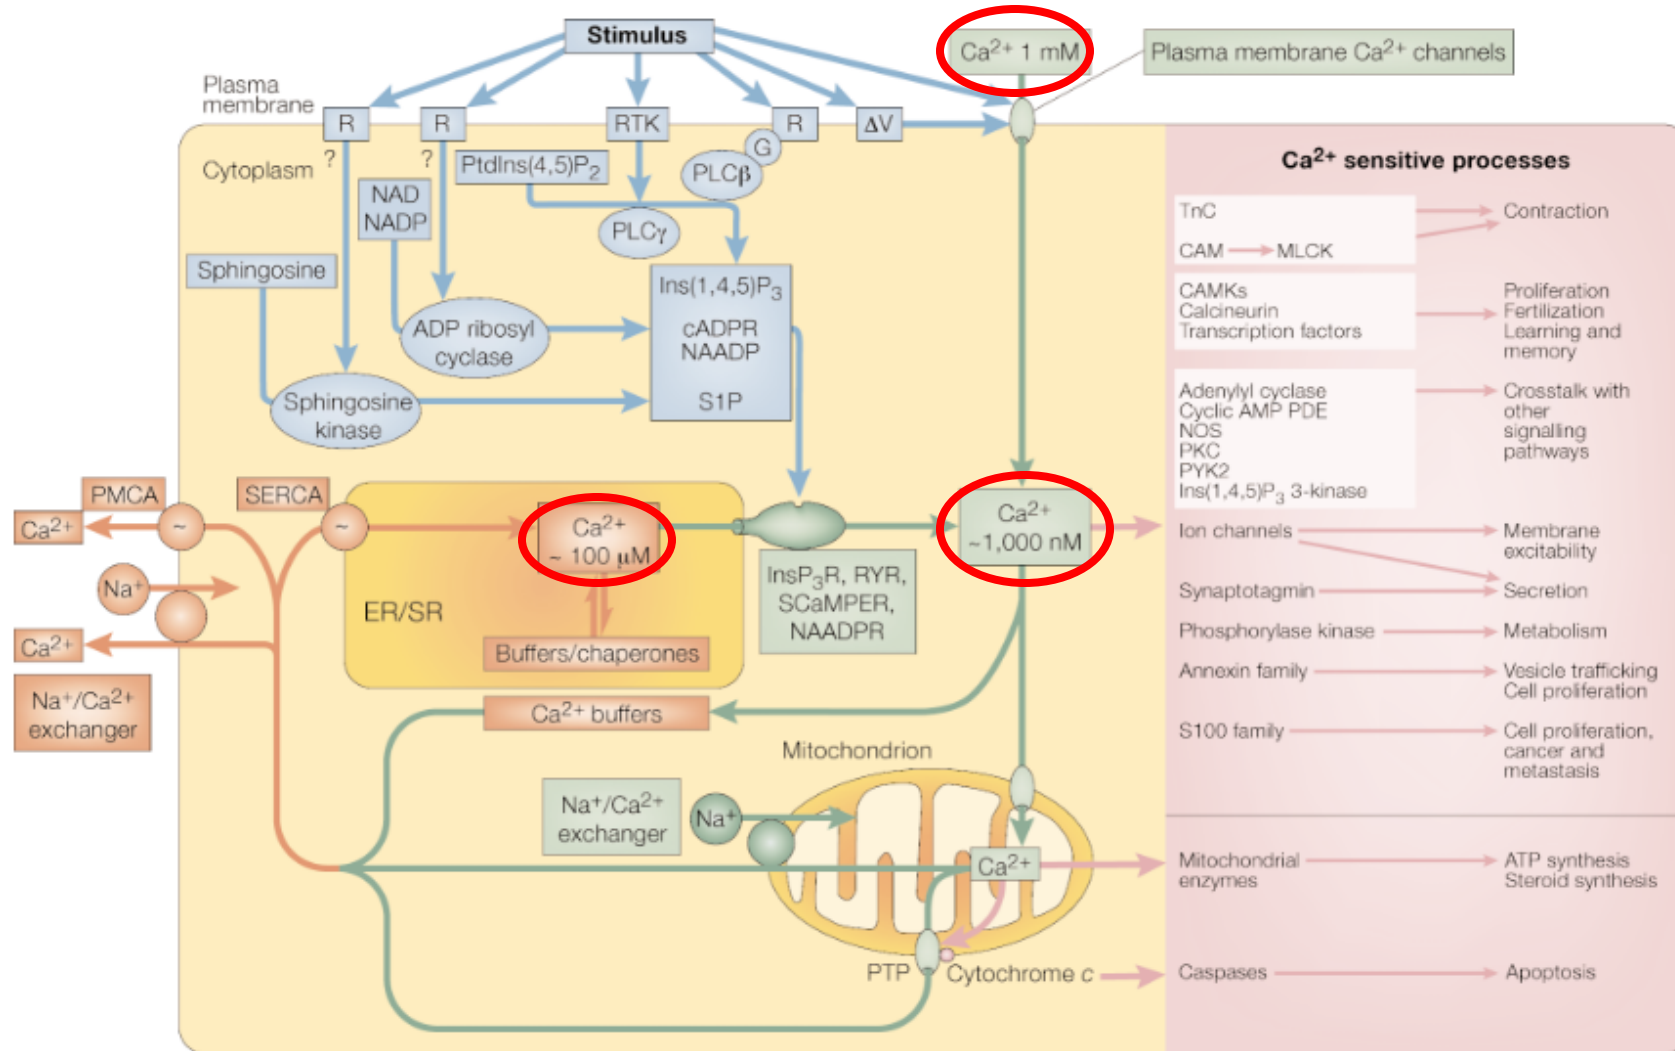 Stimulus
Ca2+ 1 mM
Plasma membrane Ca2+ channels
Plasma
membrane
R
R
RTK
R
ΔV
?
?
G
Cytoplasm
PtdIns(4,5)P2
PLCβ
NAD
NADP
PLCγ
Sphingosine
Ins(1,4,5)P3
cADPR
NAADP
S1P
ADP ribosyl
cyclase
Sphingosine
kinase
PMCA
SERCA
Ca2+
~
~
Ca2+
~ 100 μM
Ca2+
~1,000 nM
InsP3R, RYR,
SCaMPER,
NAADPR
Na+
ER/SR
Ca2+
Buffers/chaperones
Na+/Ca2+
exchanger
Ca2+ buffers
Mitochondrion
Na+/Ca2+
exchanger
Na+
Ca2+
PTP
Cytochrome c
Ca2+ sensitive processes
TnC
Contraction
CAM
MLCK
CAMKs
Calcineurin
Transcription factors
Proliferation
Fertilization
Learning and
memory
Adenylyl cyclase
Cyclic AMP PDE
NOS
PKC
PYK2
Ins(1,4,5)P3 3-kinase
Crosstalk with
other
signalling
pathways
Ion channels
Membrane
excitability
Synaptotagmin
Secretion
Phosphorylase kinase
Metabolism
Annexin family
Vesicle trafficking
Cell proliferation
S100 family
Cell proliferation,
cancer and
metastasis
Mitochondrial
enzymes
ATP synthesis
Steroid synthesis
Caspases
Apoptosis